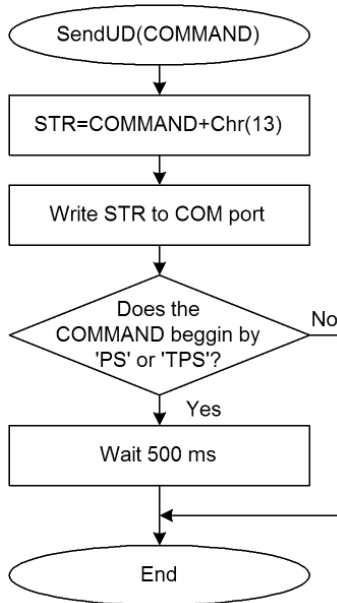 SendUD(COMMAND)
STR=COMMAND+Chr(13)
Write STR to COM port
Does the
COMMAND beggin by
'PS' or 'TPS'?
No
Yes
Wait 500 ms
End